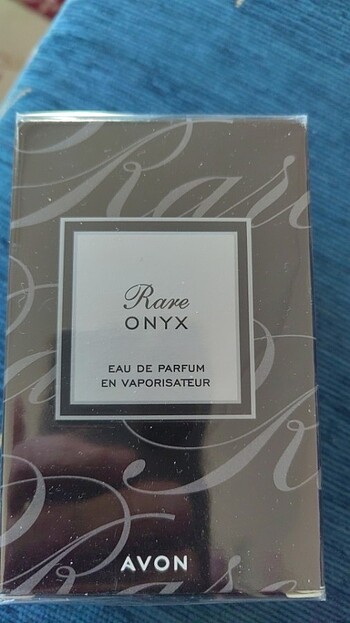 Rare
ONYX
EAU DE PARFUM
EN VAPORISATEUR
AVON